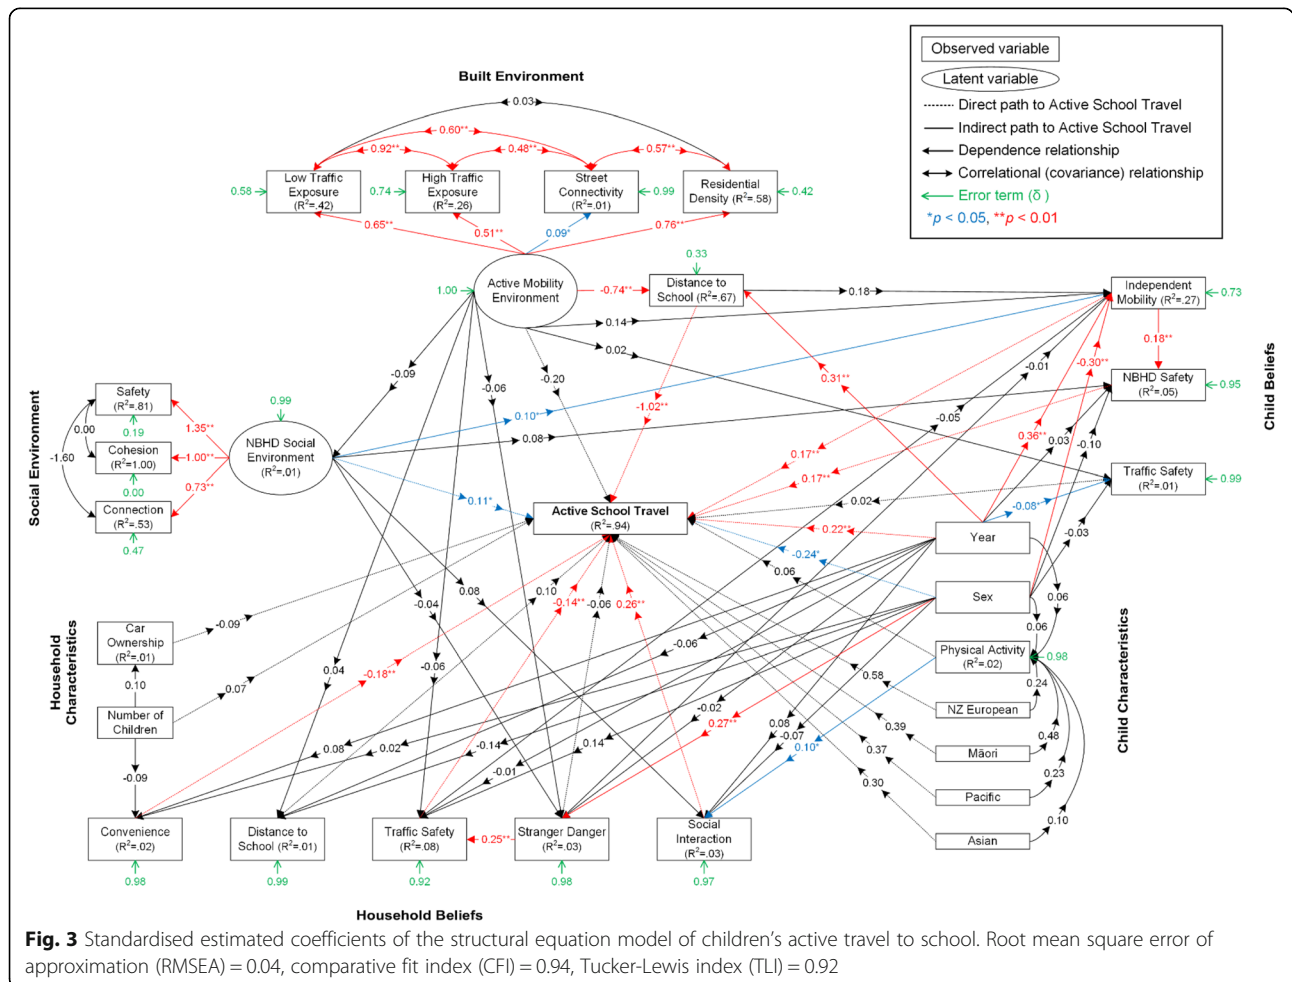 Built Environment
Observed variable
Latent variable
Direct path to Active School Travel
Indirect path to Active School Travel
Dependence relationship
Correlational (covariance) relationship
Error term (δ )
*p < 0.05, **p < 0.01
0.03
0.60**
0.92**
0.48**
0.57**
0.58
Low Traffic
Exposure
(R²=.42)
0.74
High Traffic
Exposure
(R²=.26)
Street
Connectivity
(R²=.01)
0.99
Residential
Density (R²=.58)
0.42
0.65**
0.51**
0.09*
0.76**
1.00
Active Mobility
Environment
-0.74**
0.33
Distance to
School (R²=.67)
0.18
0.14
0.02
Independent
Mobility (R²=.27)
0.73
0.18**
NBHD Safety
(R²=.05)
0.95
Traffic Safety
(R²=.01)
0.99
Child Beliefs
-0.09
-0.06
-0.20
-1.02**
0.31**
-0.01
-0.30**
-0.05
0.36**
0.03
-0.10
-0.08*
-0.03
Social Environment
Safety
(R²=.81)
0.19
Cohesion
(R²=1.00)
0.00
Connection
(R²=.53)
0.47
0.00
-1.60
1.35**
1.00**
0.73**
0.99
NBHD Social
Environment
(R²=.01)
0.10*
0.08
0.11*
0.17**
0.17**
0.02
Active School Travel
(R²=.94)
0.22**
-0.24*
0.06
Year
Sex
Physical Activity
(R²=.02)
0.98
NZ European
Māori
Pacific
Asian
0.06
0.06
0.24
0.48
0.23
0.10
Child Characteristics
0.58
0.39
0.37
0.30
Household
Characteristics
Car
Ownership
(R²=.01)
0.10
Number of
Children
-0.09
-0.09
0.07
-0.18**
0.10
-0.14**
-0.06
0.26**
0.04
-0.06
-0.04
0.08
-0.06
-0.02
0.27**
0.08
-0.07
0.10*
0.08
0.02
-0.14
-0.01
0.14
Convenience
(R²=.02)
0.98
Distance to
School (R²=.01)
0.99
Traffic Safety
(R²=.08)
0.92
0.25**
Stranger Danger
(R²=.03)
0.98
Social
Interaction
(R²=.03)
0.97
Household Beliefs
Fig. 3 Standardised estimated coefficients of the structural equation model of children’s active travel to school. Root mean square error of
approximation (RMSEA) = 0.04, comparative fit index (CFI) = 0.94, Tucker-Lewis index (TLI) = 0.92